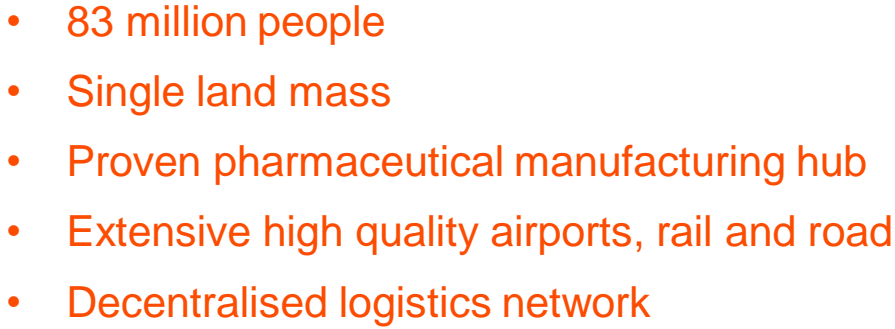 • 83 million people
• Single land mass
• Proven pharmaceutical manufacturing hub
• Extensive high quality airports, rail and road
• Decentralised logistics network